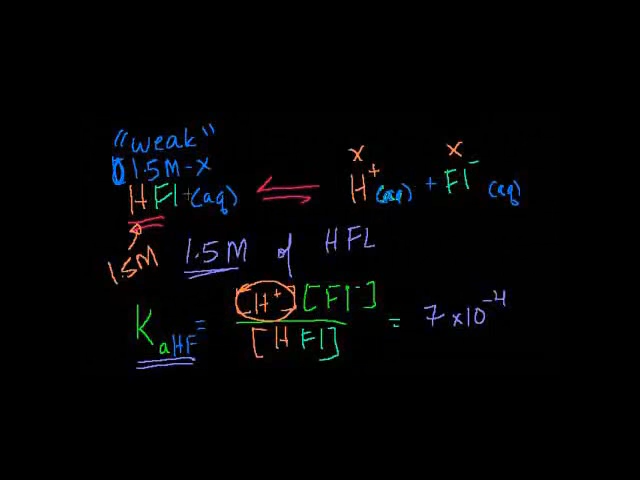 "weak"
1.5M-x x x
HFl (aq) ⇌ H⁺(aq) + Fl⁻ (aq)
1.5M 1.5M of HFL
KaHF = [H⁺][Fl⁻] / [HFl] = 7x10⁻⁴